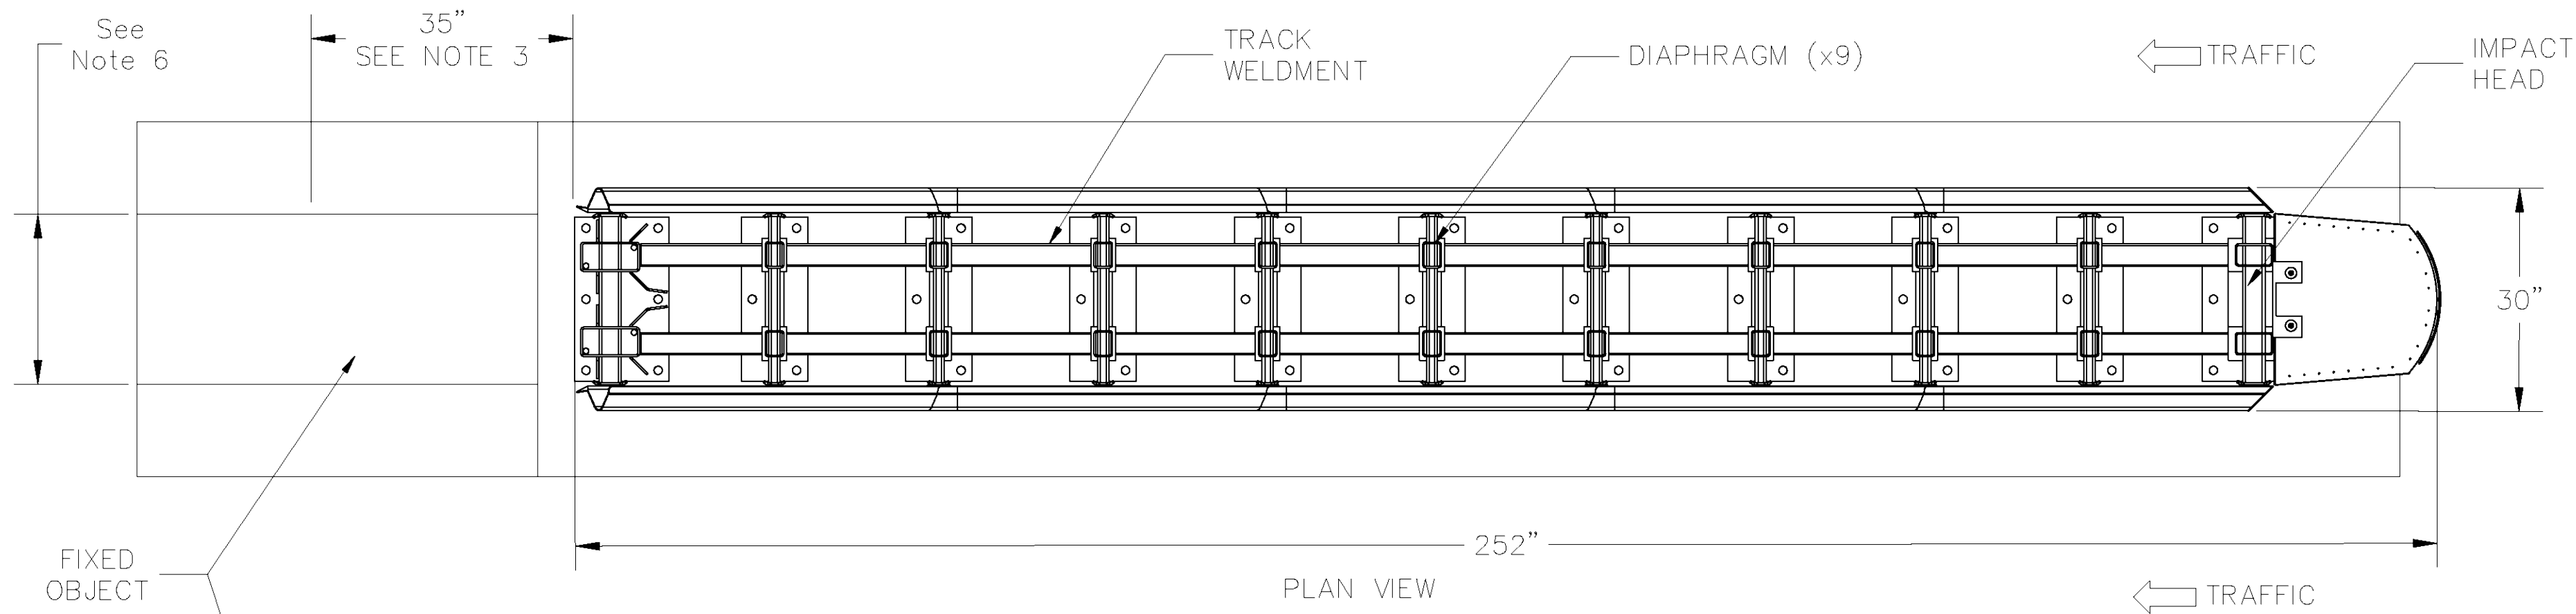 See
Note 6
35”
SEE NOTE 3
TRACK
WELDMENT
DIAPHRAGM (x9)
TRAFFIC
IMPACT
HEAD
30”
252”
FIXED
OBJECT
PLAN VIEW
TRAFFIC